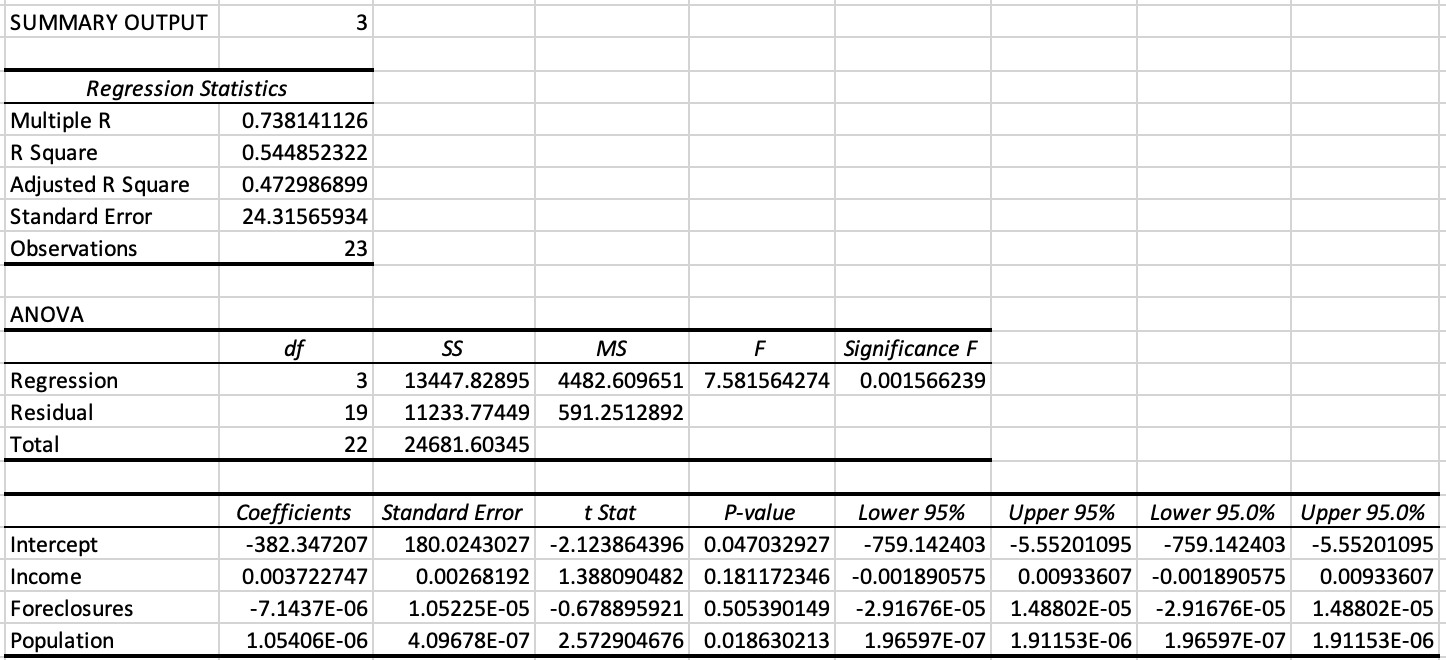 SUMMARY OUTPUT 3
Regression Statistics
Multiple R 0.738141126
R Square 0.544852322
Adjusted R Square 0.472986899
Standard Error 24.31565934
Observations 23
ANOVA
df SS MS F Significance F
Regression 3 13447.82895 4482.609651 7.581564274 0.001566239
Residual 19 11233.77449 591.2512892
Total 22 24681.60345
Coefficients Standard Error t Stat P-value Lower 95% Upper 95% Lower 95.0% Upper 95.0%
Intercept -382.347207 180.0243027 -2.123864396 0.047032927 -759.142403 -5.55201095 -759.142403 -5.55201095
Income 0.003722747 0.00268192 1.388090482 0.181172346 -0.001890575 0.00933607 -0.001890575 0.00933607
Foreclosures -7.1437E-06 1.05225E-05 -0.678895921 0.505390149 -2.91676E-05 1.48802E-05 -2.91676E-05 1.48802E-05
Population 1.05406E-06 4.09678E-07 2.572904676 0.018630213 1.96597E-07 1.91153E-06 1.96597E-07 1.91153E-06